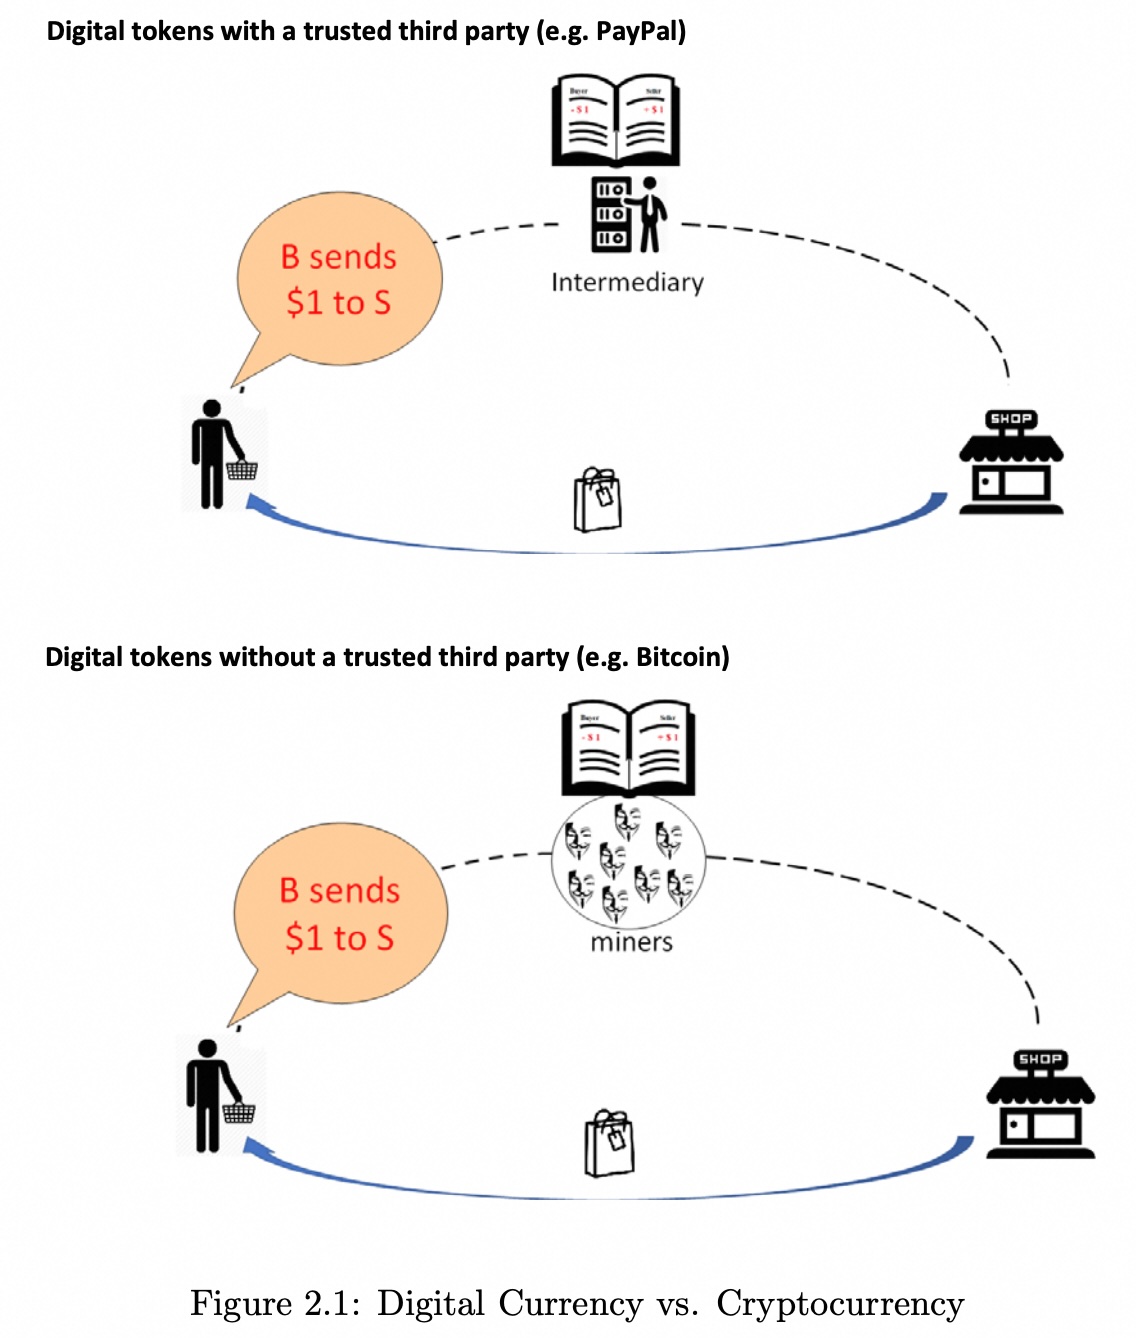 Digital tokens with a trusted third party (e.g. PayPal)
Buyer
Seller
-$1
+$1
B sends
$1 to S
Intermediary
SHOP
Digital tokens without a trusted third party (e.g. Bitcoin)
Buyer
Seller
-$1
+$1
B sends
$1 to S
miners
SHOP
Figure 2.1: Digital Currency vs. Cryptocurrency